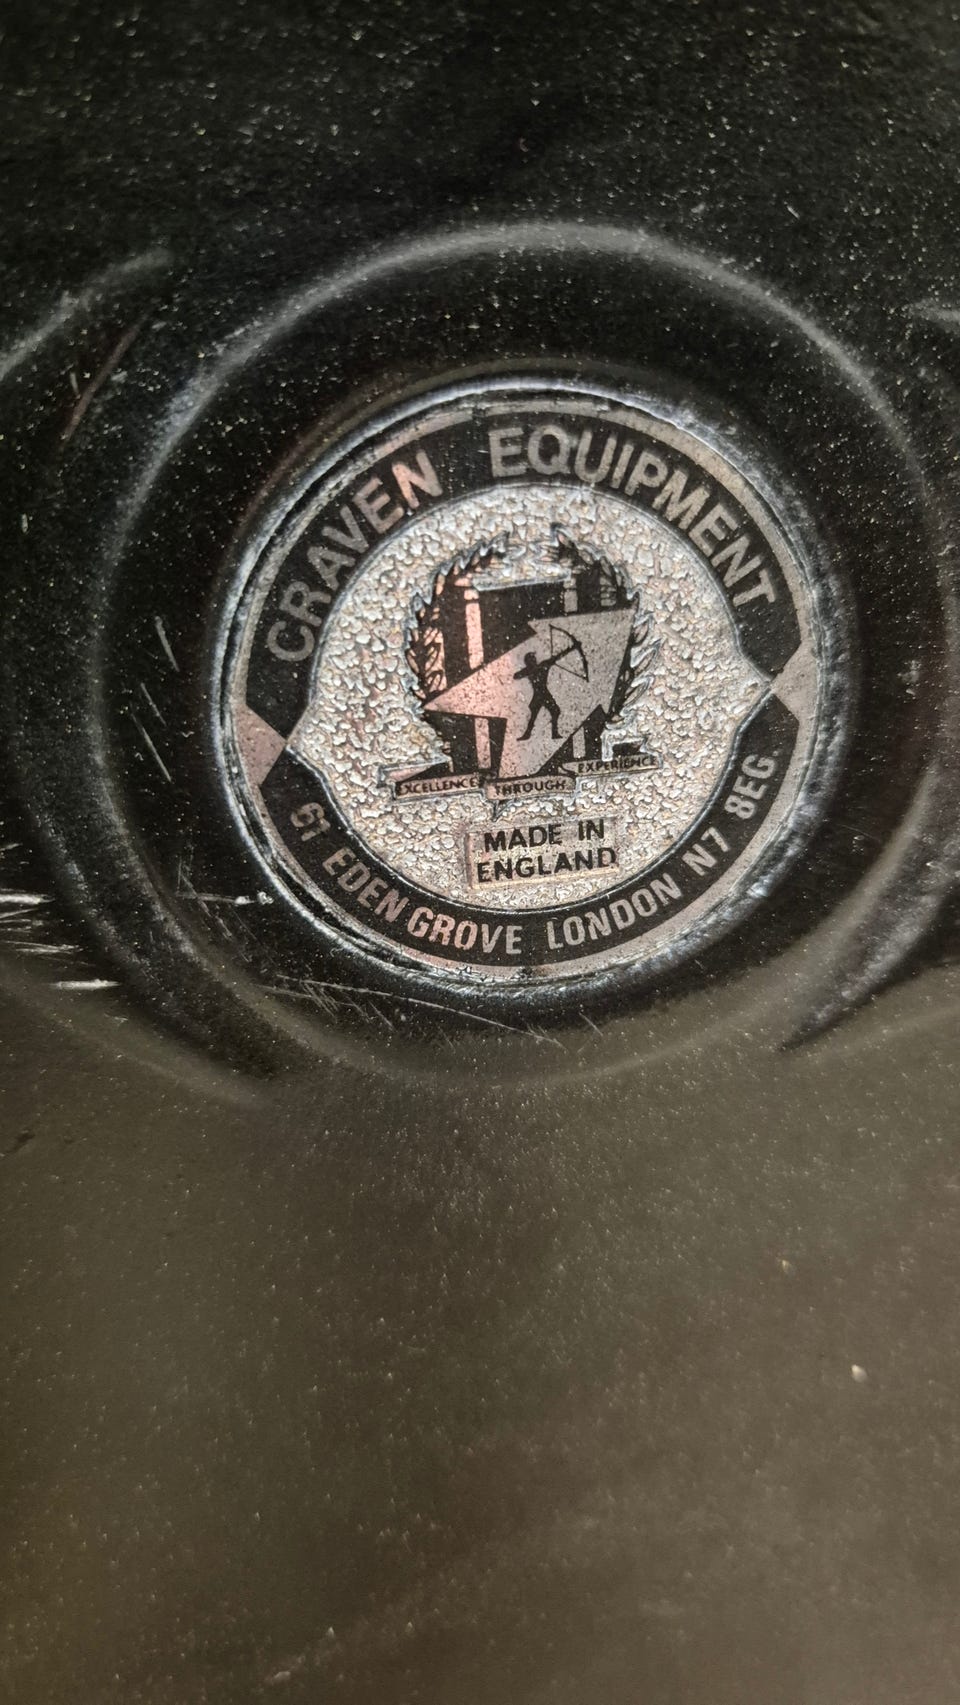 CRAVEN EQUIPMENT
EXCELLENCE THROUGH EXPERIENCE
MADE IN
ENGLAND
61 EDEN GROVE LONDON N7 8EG.